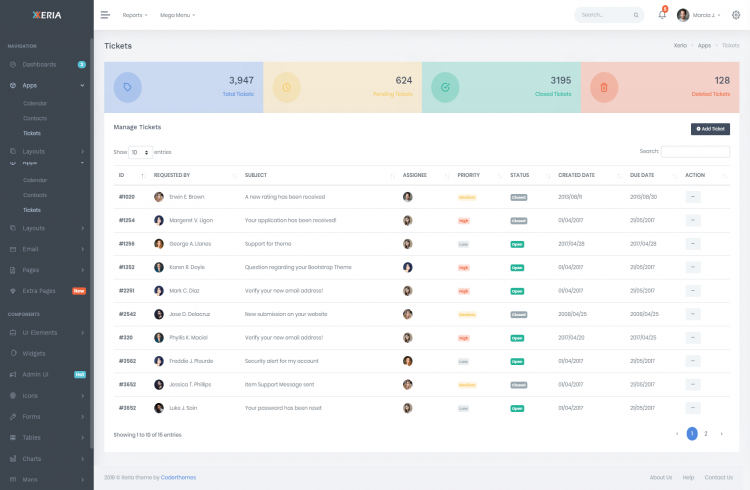 XERIA
Reports
Mega Menu
Search...
8
Marcia J.
NAVIGATION
Dashboards 3
Apps
Calendar
Contacts
Tickets
Layouts
Apps
Calendar
Contacts
Tickets
Layouts
Email
Pages
Extra Pages New
COMPONENTS
UI Elements
Widgets
Admin UI Hot
Icons
Forms
Tables
Charts
Maps
Tickets
Xeria Apps Tickets
3,947
Total Tickets
624
Pending Tickets
3195
Closed Tickets
128
Deleted Tickets
Manage Tickets
Add Ticket
Show 10 entries
Search:
ID REQUESTED BY SUBJECT ASSIGNEE PRIORITY STATUS CREATED DATE DUE DATE ACTION
#1020 Erwin E. Brown A new rating has been received Medium Closed 2013/08/11 2013/08/30
#1254 Margeret V. Ligon Your application has been received! High Closed 01/04/2017 21/05/2017
#1256 George A. Llanes Support for theme Low Open 2017/04/28 2017/04/28
#1352 Karen R. Doyle Question regarding your Bootstrap Theme High Open 01/04/2017 21/05/2017
#2251 Mark C. Diaz Verify your new email address! High Open 01/04/2017 21/05/2017
#2542 Jose D. Delacruz New submission on your website Medium Closed 2008/04/25 2008/04/25
#320 Phyllis K. Maciel Verify your new email address! High Open 2017/04/20 2017/04/25
#3562 Freddie J. Plourde Security alert for my account Low Open 01/04/2017 21/05/2017
#3652 Jessica T. Phillips Item Support Message sent Medium Closed 01/04/2017 21/05/2017
#3652 Luke J. Sain Your password has been reset Low Open 01/04/2017 21/05/2017
Showing 1 to 10 of 15 entries
‹ 1 2 ›
2019 © Xeria theme by Coderthemes
About Us Help Contact Us